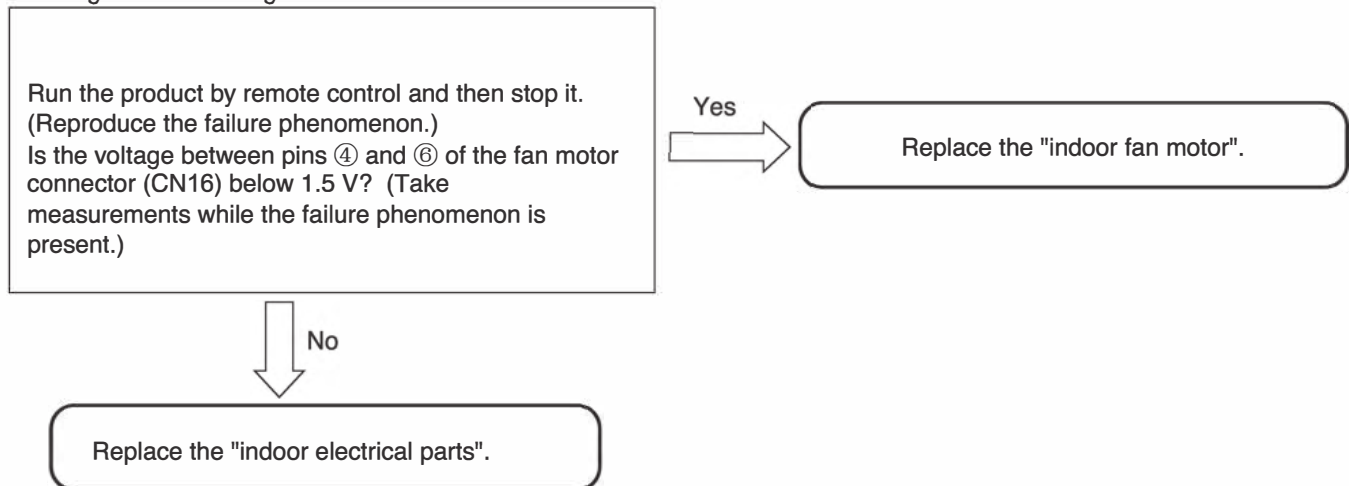 Run the product by remote control and then stop it.
(Reproduce the failure phenomenon.)
Is the voltage between pins ④ and ⑥ of the fan motor
connector (CN16) below 1.5 V? (Take
measurements while the failure phenomenon is
present.)
Yes
Replace the "indoor fan motor".
No
Replace the "indoor electrical parts".